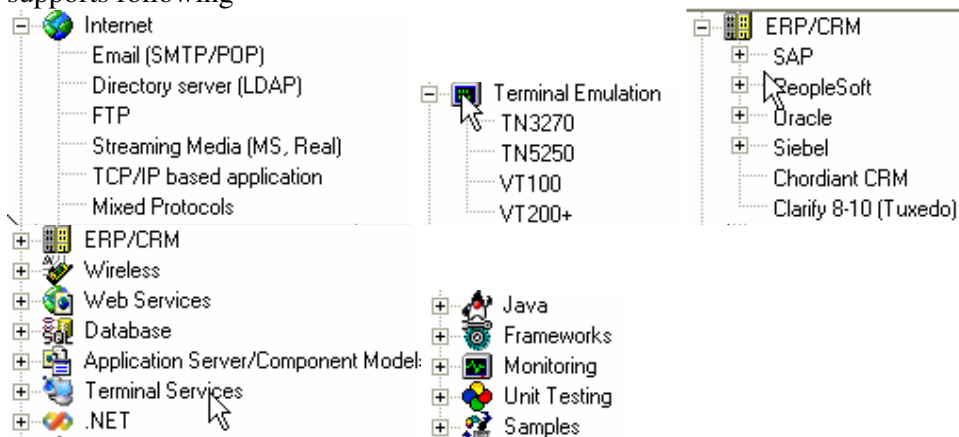 supports following
Internet
Email (SMTP/POP)
Directory server (LDAP)
FTP
Streaming Media (MS, Real)
TCP/IP based application
Mixed Protocols
Terminal Emulation
TN3270
TN5250
VT100
VT200+
ERP/CRM
SAP
PeopleSoft
Oracle
Siebel
Chordiant CRM
Clarify 8-10 (Tuxedo)
ERP/CRM
Wireless
Web Services
Database
Application Server/Component Models
Terminal Services
.NET
Java
Frameworks
Monitoring
Unit Testing
Samples